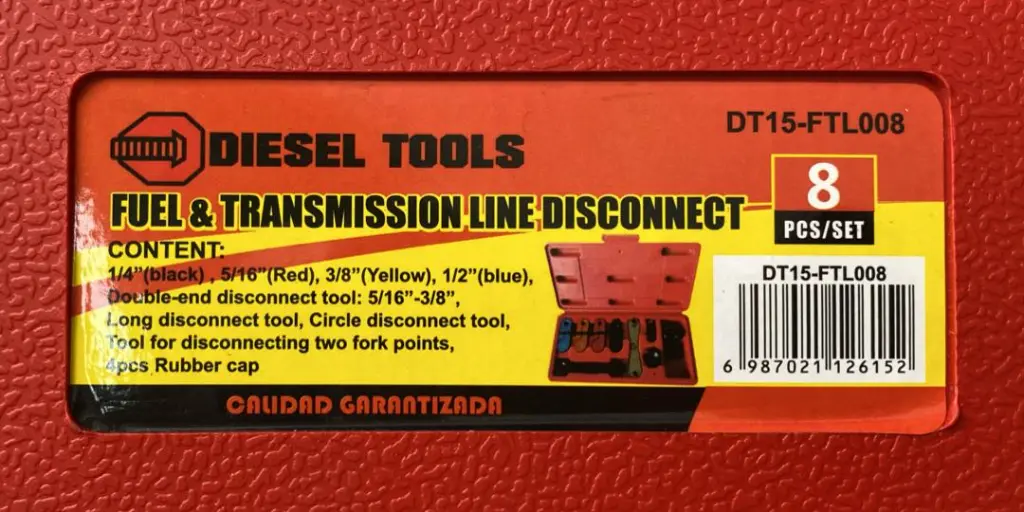 DIESEL TOOLS
DT15-FTL008
8
PCS/SET
FUEL & TRANSMISSION LINE DISCONNECT
CONTENT:
1/4”(black) , 5/16”(Red), 3/8”(Yellow), 1/2”(blue),
Double-end disconnect tool: 5/16”-3/8”,
Long disconnect tool, Circle disconnect tool,
Tool for disconnecting two fork points,
4pcs Rubber cap
DT15-FTL008
6 987021 126152
CALIDAD GARANTIZADA